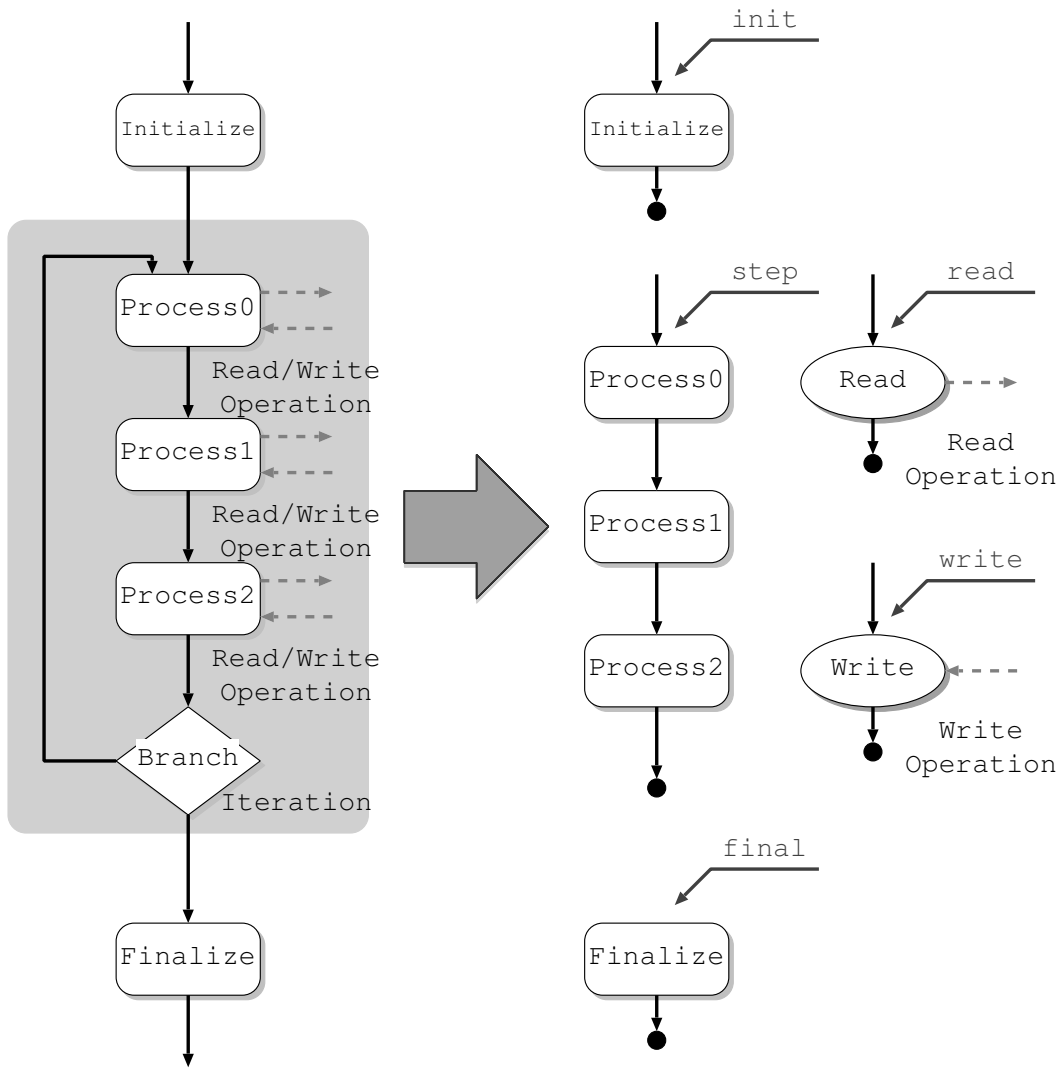 Initialize
Process0
Read/Write
Operation
Process1
Read/Write
Operation
Process2
Read/Write
Operation
Branch
Iteration
Finalize
init
Initialize
step
Process0
Process1
Process2
read
Read
Read
Operation
write
Write
Write
Operation
final
Finalize